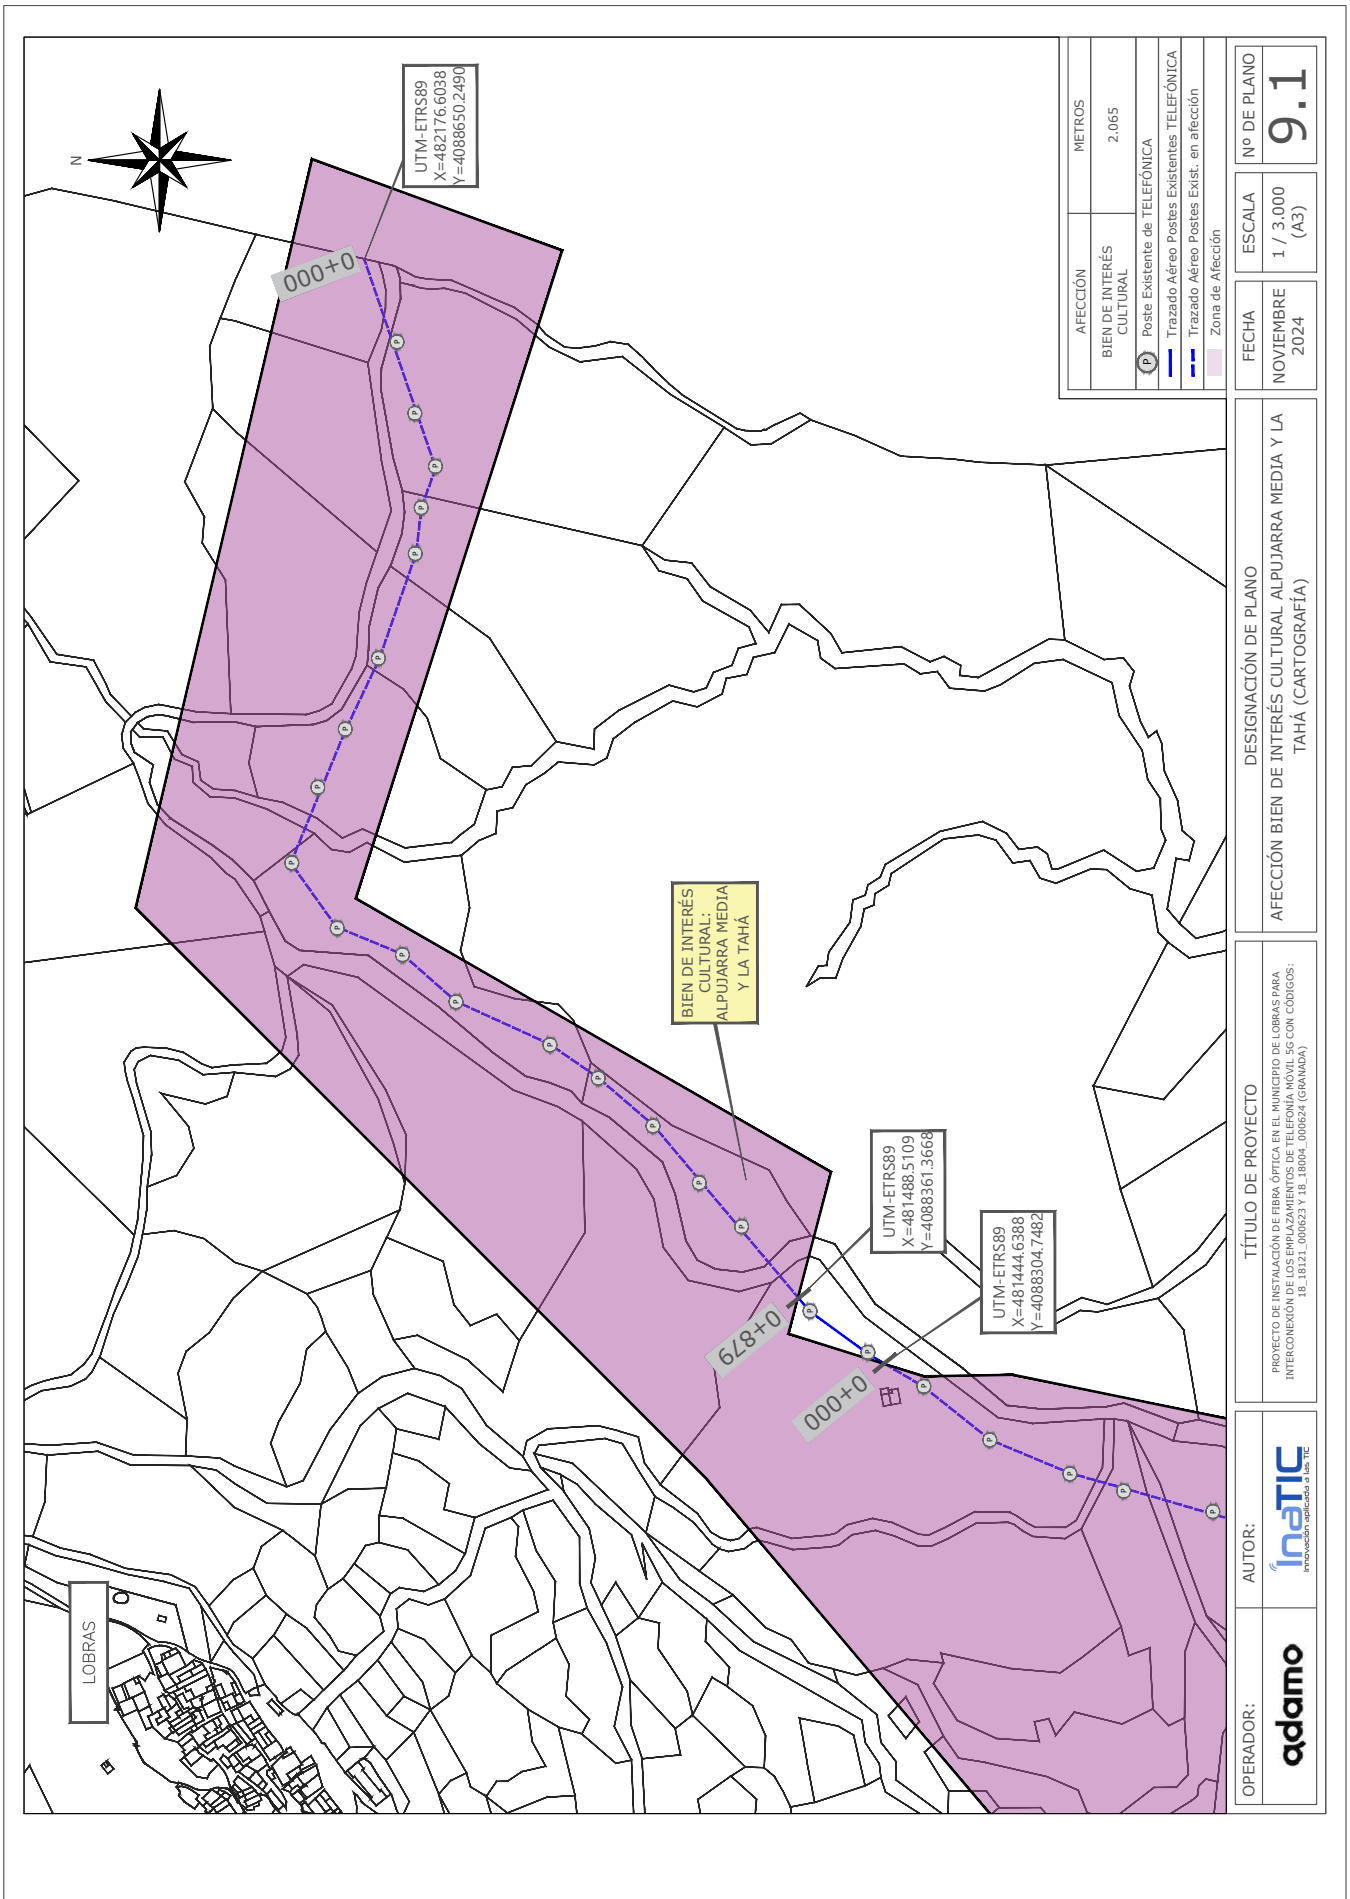 N
UTM-ETRS89
X=482176.6038
Y=4088650.2490
0+000
BIEN DE INTERÉS
CULTURAL:
ALPUJARRA MEDIA
Y LA TAHÁ
UTM-ETRS89
X=481488.5109
Y=4088361.3668
UTM-ETRS89
X=481444.6388
Y=4088304.7482
0+879
0+000
LOBRAS
AFECCIÓN
METROS
BIEN DE INTERÉS
CULTURAL
2.065
P
Poste Existente de TELEFÓNICA
Trazado Aéreo Postes Existentes TELEFÓNICA
Trazado Aéreo Postes Exist. en afección
Zona de Afección
OPERADOR:
adamo
AUTOR:
inaTIC
Innovación aplicada a las TIC
TÍTULO DE PROYECTO
PROYECTO DE INSTALACIÓN DE FIBRA ÓPTICA EN EL MUNICIPIO DE LOBRAS PARA
INTERCONEXIÓN DE LOS EMPLAZAMIENTOS DE TELEFONÍA MÓVIL 5G CON CÓDIGOS:
18_18121_000623 Y 18_18004_000624 (GRANADA)
DESIGNACIÓN DE PLANO
AFECCIÓN BIEN DE INTERÉS CULTURAL ALPUJARRA MEDIA Y LA
TAHÁ (CARTOGRAFÍA)
FECHA
NOVIEMBRE
2024
ESCALA
1 / 3.000
(A3)
Nº DE PLANO
9.1